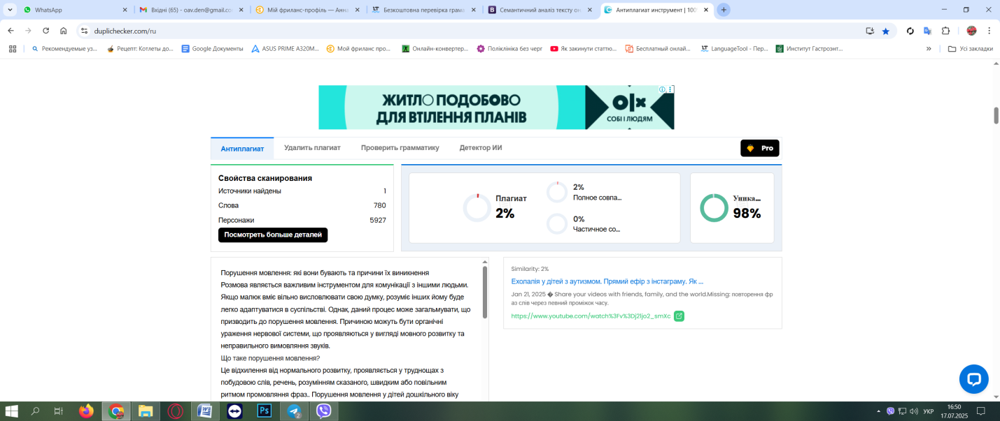 WhatsApp
Вхідні (65) - oav.den@gmail.co
Мій фриланс-профіль — Анна
Безкоштовна перевірка грама
Семантичний аналіз тексту он
Антиплагиат инструмент | 100
duplichecker.com/ru
Рекомендуемые уз...
Рецепт: Котлеты до...
Google Документы
ASUS PRIME A320M...
Мой фриланс про...
Онлайн-конвертер...
Поліклініка без черг
Як закинути статтю...
Бесплатный онлай...
LanguageTool - Пер...
Институт Гастроэнт...
»
Усі закладки
ЖИТЛО ПОДОБОВО
ДЛЯ ВТІЛЕННЯ ПЛАНІВ
olx
СОБІ І ЛЮДЯМ
Антиплагиат
Удалить плагиат
Проверить грамматику
Детектор ИИ
Pro
Свойства сканирования
Источники найдены 1
Слова 780
Персонажи 5927
Посмотреть больше деталей
Плагиат
2%
2%
Полное совпа...
0%
Частичное со...
Уника...
98%
Порушення мовлення: які вони бувають та причини їх виникнення
Розмова являється важливим інструментом для комунікації з іншими людьми.
Якщо малюк вміє вільно висловлювати свою думку, розуміє інших йому буде
легко адаптуватися в суспільстві. Однак, даний процес може загальмувати, що
призводить до порушення мовлення. Причиною можуть бути органічні
ураження нервової системи, що проявляються у вигляді мовного розвитку та
неправильного вимовляння звуків.
Що таке порушення мовлення?
Це відхилення від нормального розвитку, проявляється у труднощах з
побудовою слів, речень, розумінням сказаного, швидким або повільним
ритмом промовляння фраз.. Порушення мовлення у дітей дошкільного віку
Similarity: 2%
Ехолалія у дітей з аутизмом. Прямий ефір з інстаграму. Як ...
Jan 21, 2025 � Share your videos with friends, family, and the world.Missing: повторення фр
аз слів через певний проміжок часу.
https://www.youtube.com/watch%3Fv%3Dj2ljo2_smXc
Ps
2
УКР
16:50
17.07.2025